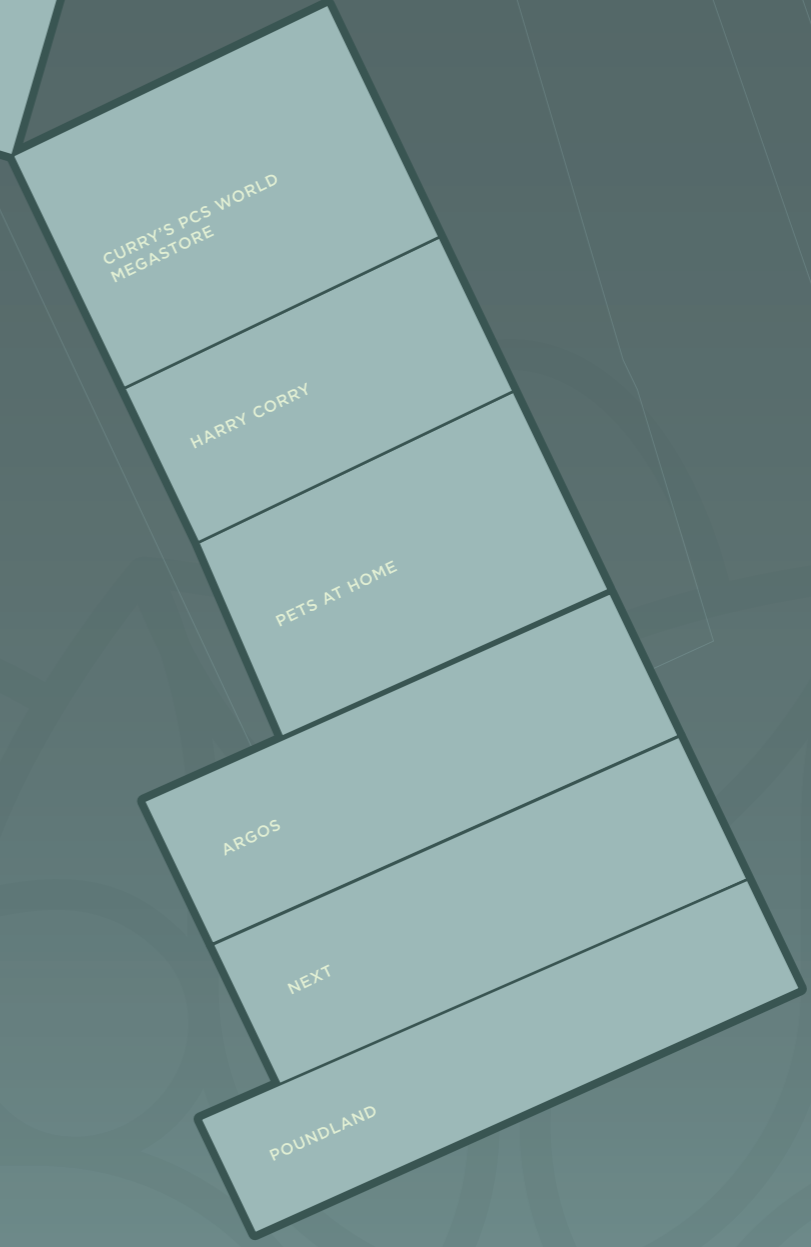 CURRY'S PCS WORLD
MEGASTORE
HARRY CORRY
PETS AT HOME
ARGOS
NEXT
POUNDLAND